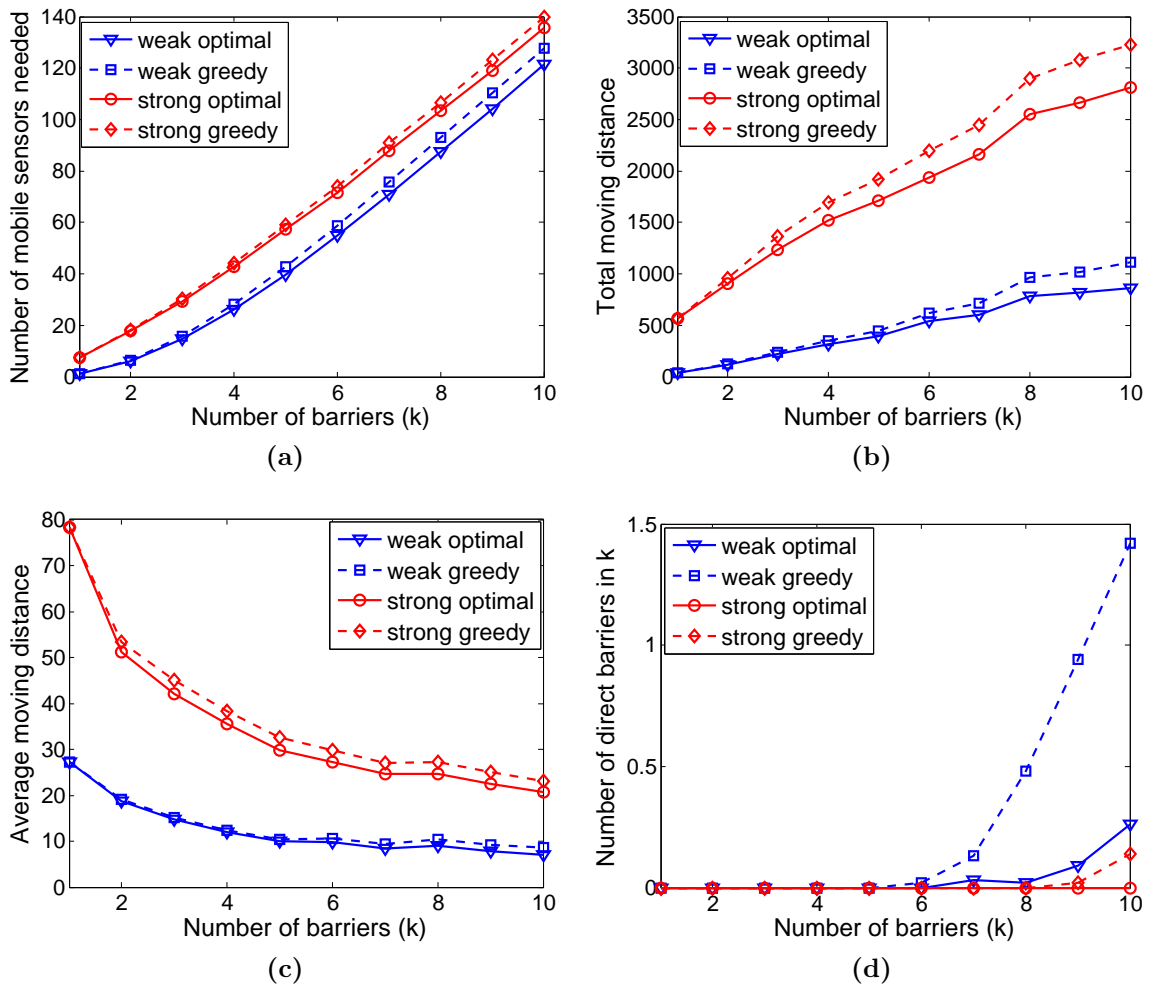 Number of mobile sensors needed
140
120
100
80
60
40
20
0
weak optimal
weak greedy
strong optimal
strong greedy
2
4
6
8
10
Number of barriers (k)
(a)
Total moving distance
3500
3000
2500
2000
1500
1000
500
0
weak optimal
weak greedy
strong optimal
strong greedy
2
4
6
8
10
Number of barriers (k)
(b)
Average moving distance
80
70
60
50
40
30
20
10
0
weak optimal
weak greedy
strong optimal
strong greedy
2
4
6
8
10
Number of barriers (k)
(c)
Number of direct barriers in k
1.5
1
0.5
0
weak optimal
weak greedy
strong optimal
strong greedy
2
4
6
8
10
Number of barriers (k)
(d)